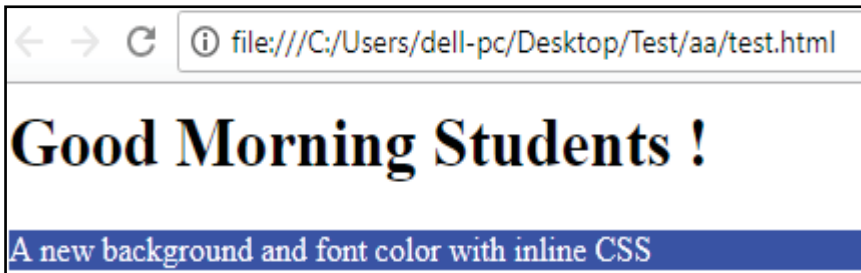 file:///C:/Users/dell-pc/Desktop/Test/aa/test.html
Good Morning Students !
A new background and font color with inline CSS